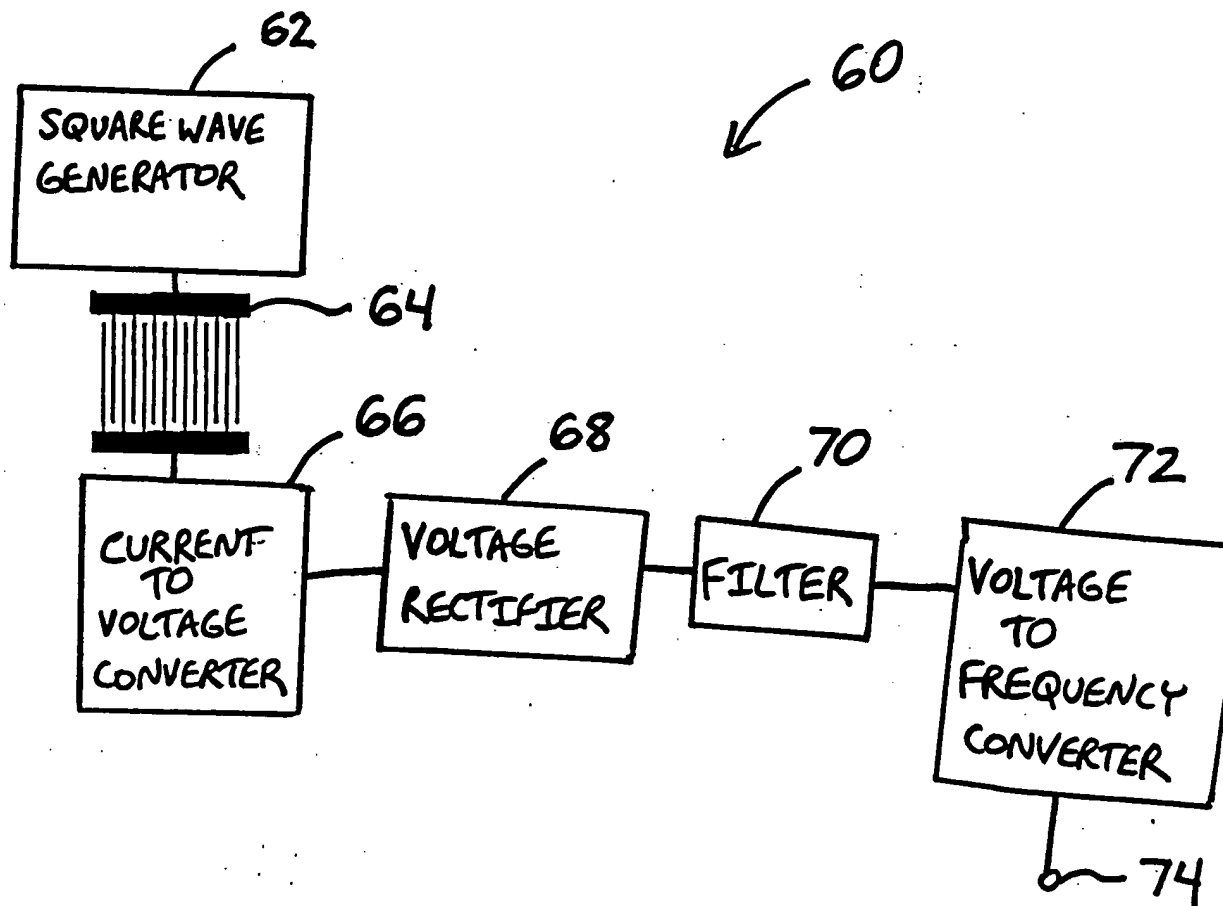 62
60
SQUARE WAVE
GENERATOR
64
66
68
70
72
CURRENT
TO
VOLTAGE
CONVERTER
VOLTAGE
RECTIFIER
FILTER
VOLTAGE
TO
FREQUENCY
CONVERTER
74